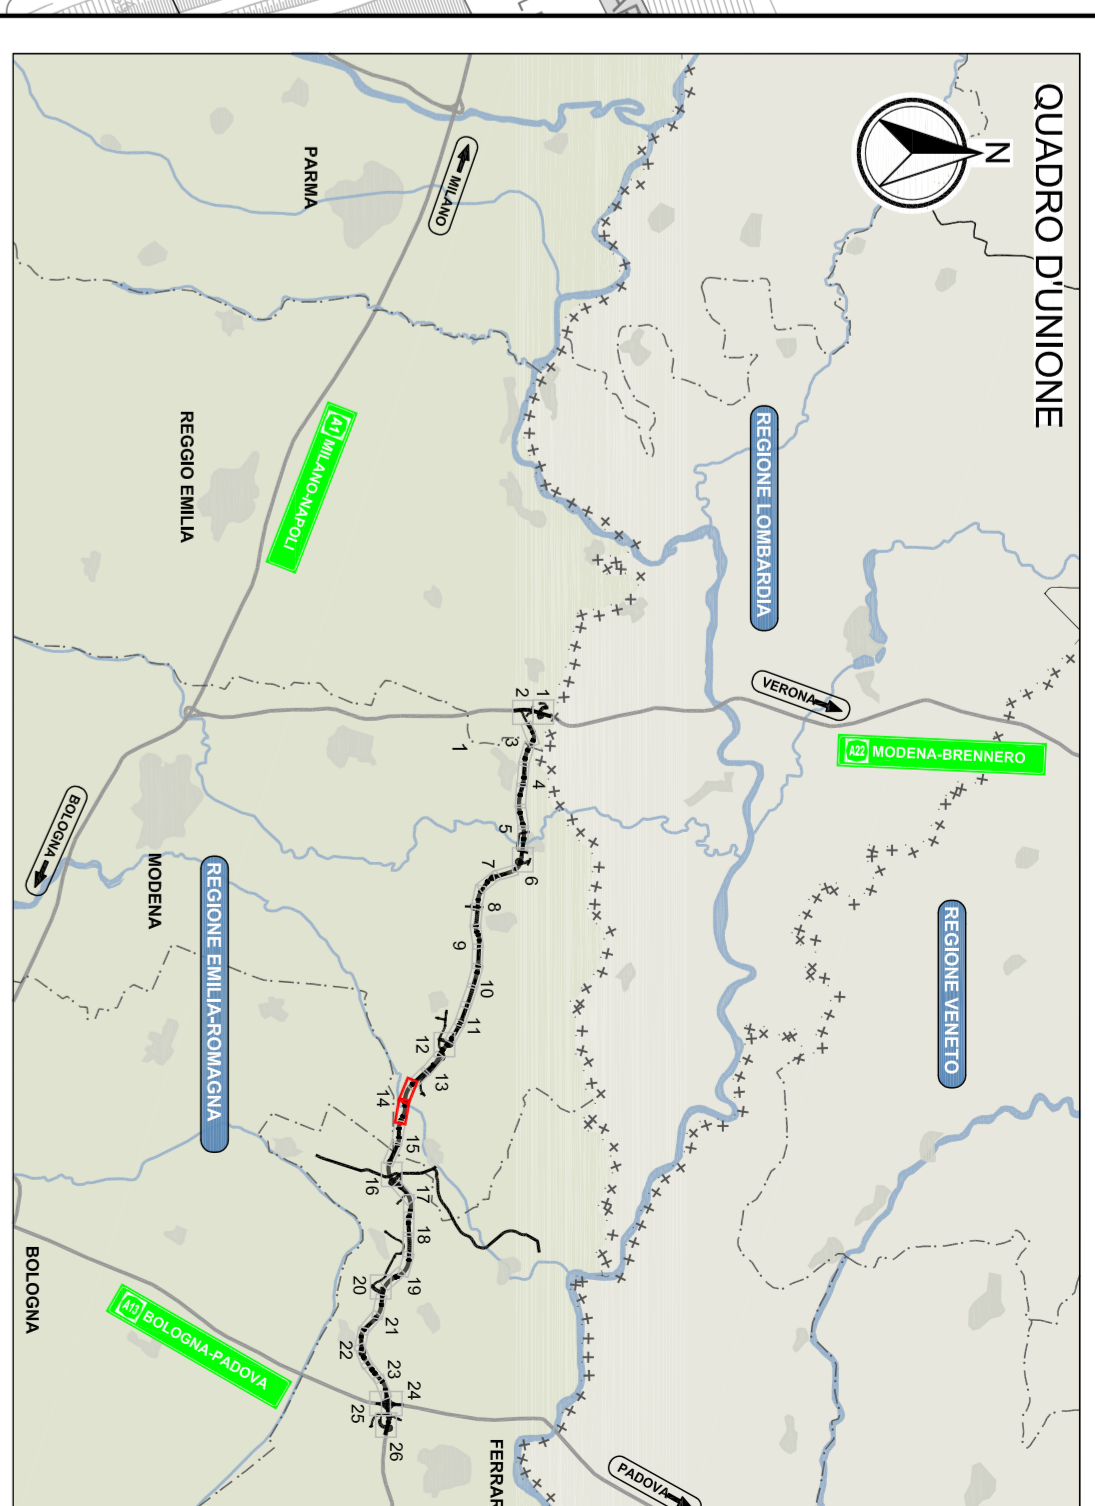 QUADRO D'UNIONE
N
REGIONE LOMBARDIA
REGIONE VENETO
VERONA
A22 MODENA-BRENNERO
PARMA
MILANO
REGGIO EMILIA
A1 MILANO-NAPOLI
BOLOGNA
MODENA
REGIONE EMILIA-ROMAGNA
1
2
3
1
4
5
6
7
8
9
10
11
12
13
14
15
16
17
18
19
20
21
22
23
24
25
26
BOLOGNA
A13 BOLOGNA-PADOVA
FERRAR
PADOVA